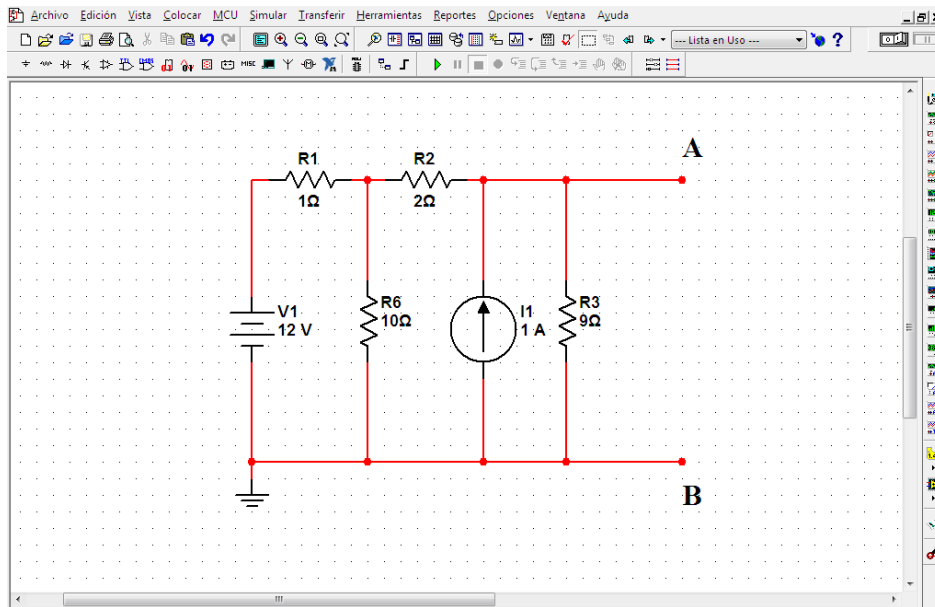 Archivo Edición Vista Colocar MCU Simular Transferir Herramientas Reportes Opciones Ventana Ayuda
--- Lista en Uso ---
MISC
A
R1
R2
1Ω
2Ω
V1
12 V
R6
10Ω
I1
1 A
R3
9Ω
B